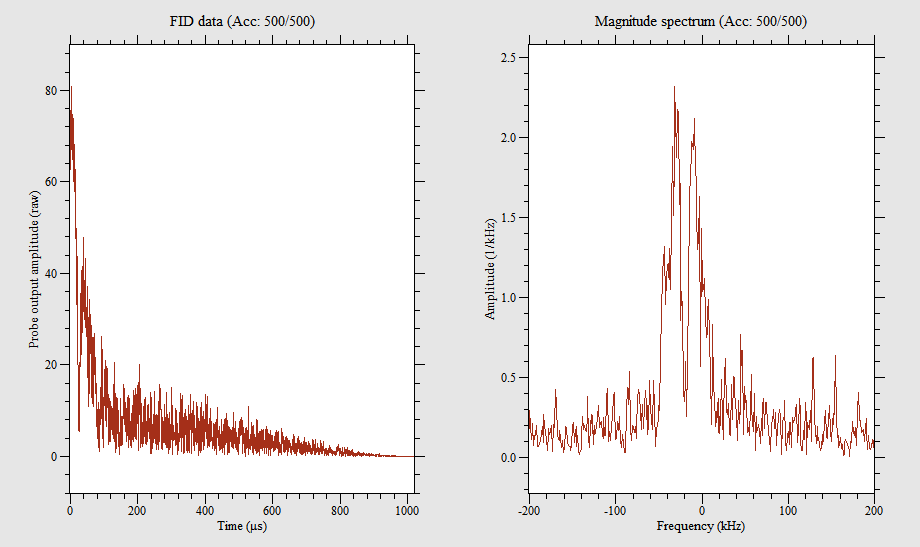 FID data (Acc: 500/500)
Probe output amplitude (raw)
80
60
40
20
0
0 200 400 600 800 1000
Time (µs)
Magnitude spectrum (Acc: 500/500)
Amplitude (1/kHz)
2.5
2.0
1.5
1.0
0.5
0.0
-200 -100 0 100 200
Frequency (kHz)